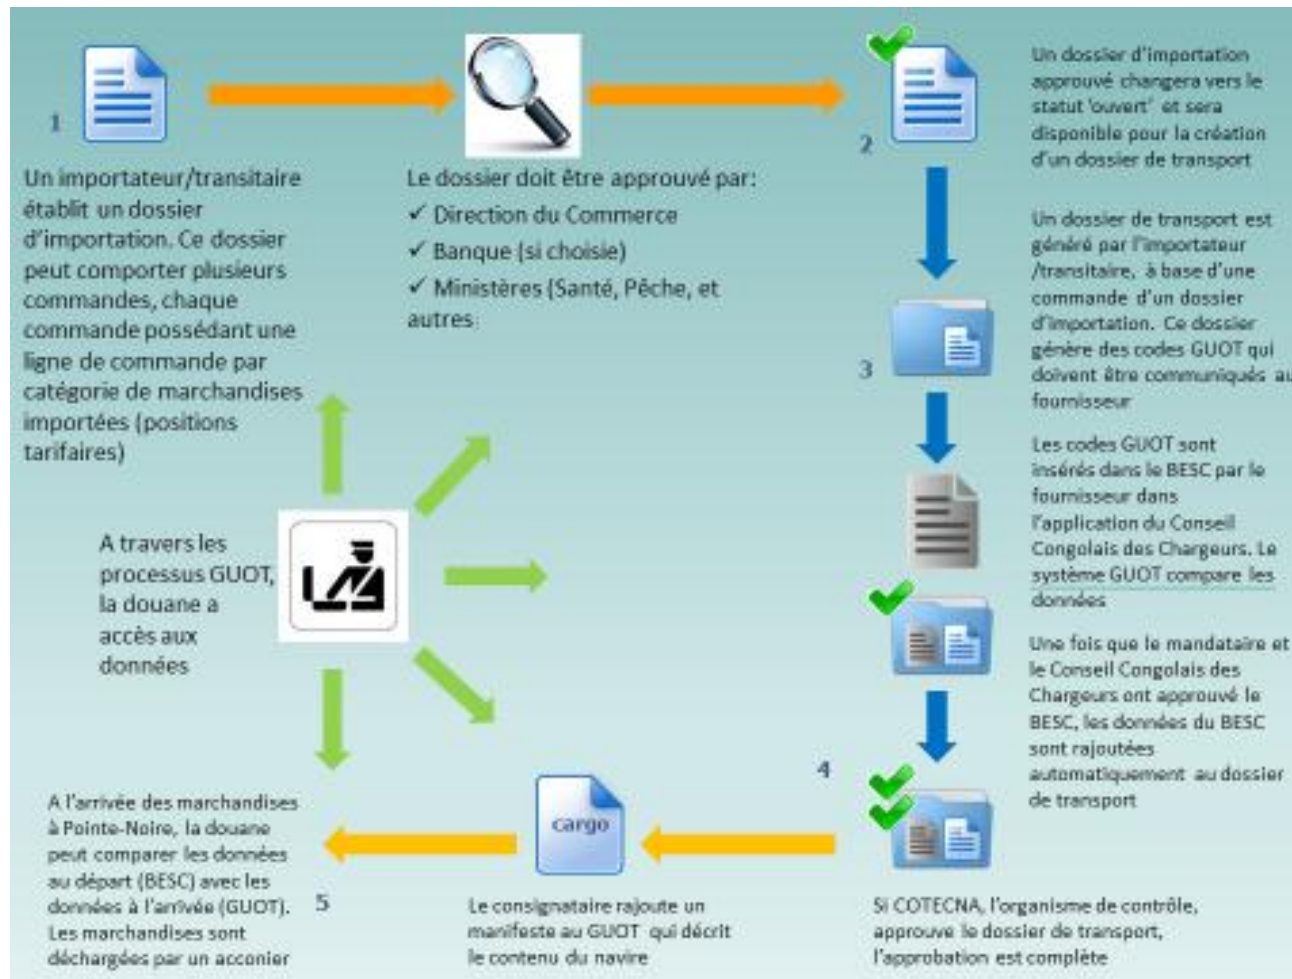 1
Un importateur/transitaire
établit un dossier
d'importation. Ce dossier
peut comporter plusieurs
commandes, chaque
commande possédant une
ligne de commande par
catégorie de marchandises
importées (positions
tarifaires)
Le dossier doit être approuvé par:
✓ Direction du Commerce
✓ Banque (si choisie)
✓ Ministères (Santé, Pêche, et
autres
2
Un dossier d'importation
approuvé changera vers le
statut 'ouvert' et sera
disponible pour la création
d'un dossier de transport
3
Un dossier de transport est
généré par l'importateur
/transitaire, à base d'une
commande d'un dossier
d'importation. Ce dossier
génère des codes GUOT qui
doivent être communiqués au
fournisseur
Les codes GUOT sont
insérés dans le BESC par le
fournisseur dans
l'application du Conseil
Congolais des Chargeurs. Le
système GUOT compare les
données
Une fois que le mandataire et
le Conseil Congolais des
Chargeurs ont approuvé le
BESC, les données du BESC
sont rajoutées
automatiquement au dossier
de transport
A travers les
processus GUOT,
la douane a
accès aux
données
4
Si COTECNA, l'organisme de contrôle,
approuve le dossier de transport,
l'approbation est complète
cargo
Le consignataire rajoute un
manifeste au GUOT qui décrit
le contenu du navire
5
A l'arrivée des marchandises
à Pointe-Noire, la douane
peut comparer les données
au départ (BESC) avec les
données à l'arrivée (GUOT).
Les marchandises sont
déchargées par un acconier